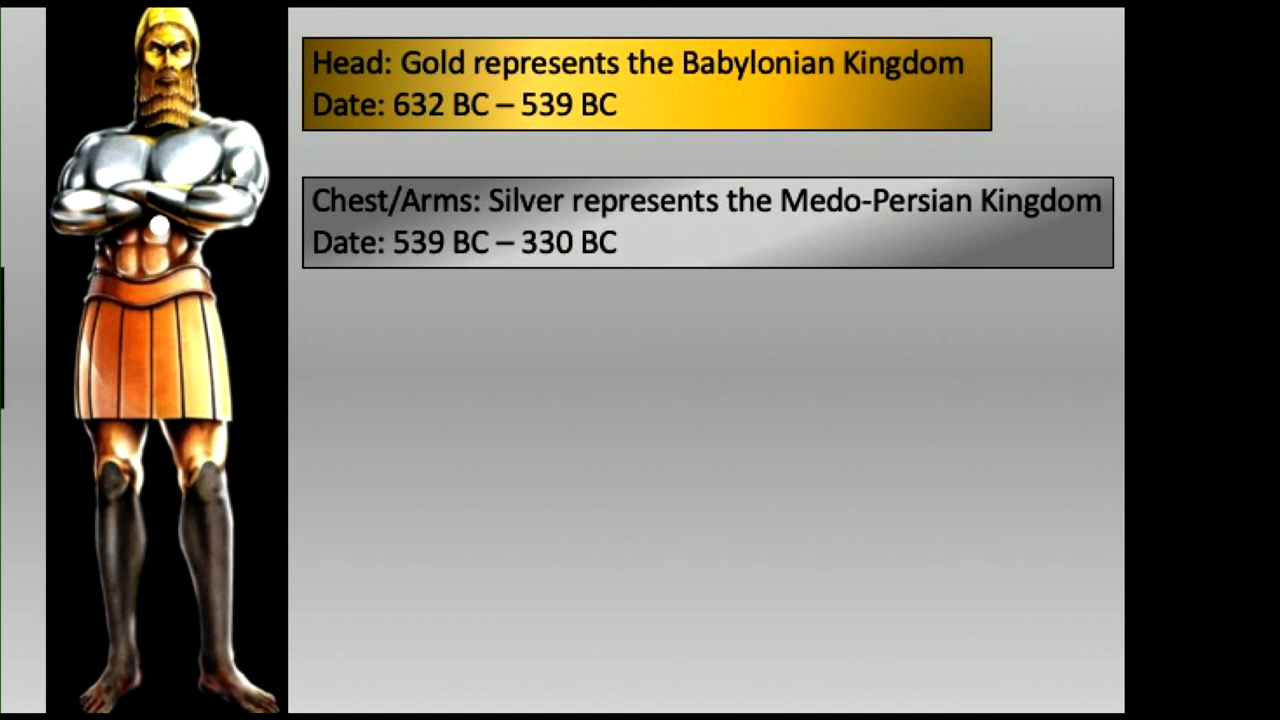 Head: Gold represents the Babylonian Kingdom
Date: 632 BC – 539 BC
Chest/Arms: Silver represents the Medo-Persian Kingdom
Date: 539 BC – 330 BC